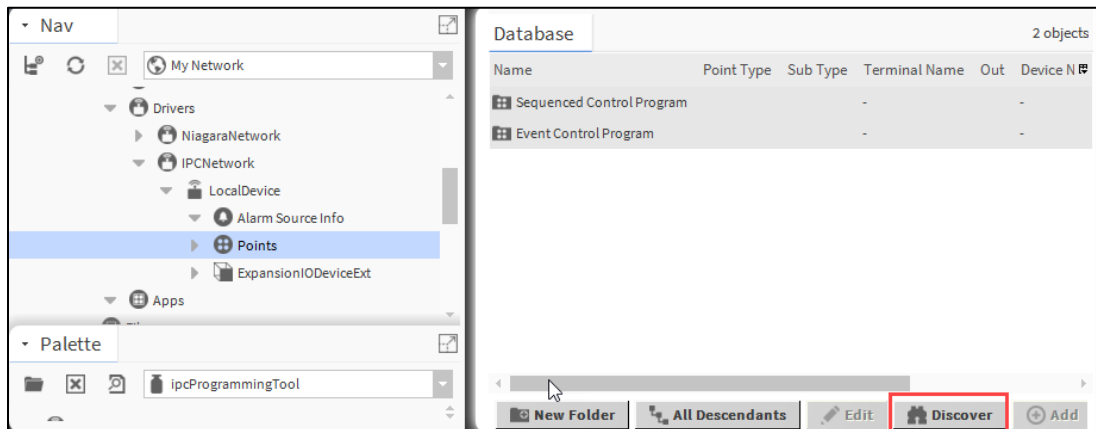 Nav
My Network
Drivers
NiagaraNetwork
IPCNetwork
LocalDevice
Alarm Source Info
Points
ExpansionIODeviceExt
Apps
Palette
ipcProgrammingTool
Database
2 objects
Name Point Type Sub Type Terminal Name Out Device N
Sequenced Control Program - -
Event Control Program - -
New Folder All Descendants Edit Discover Add